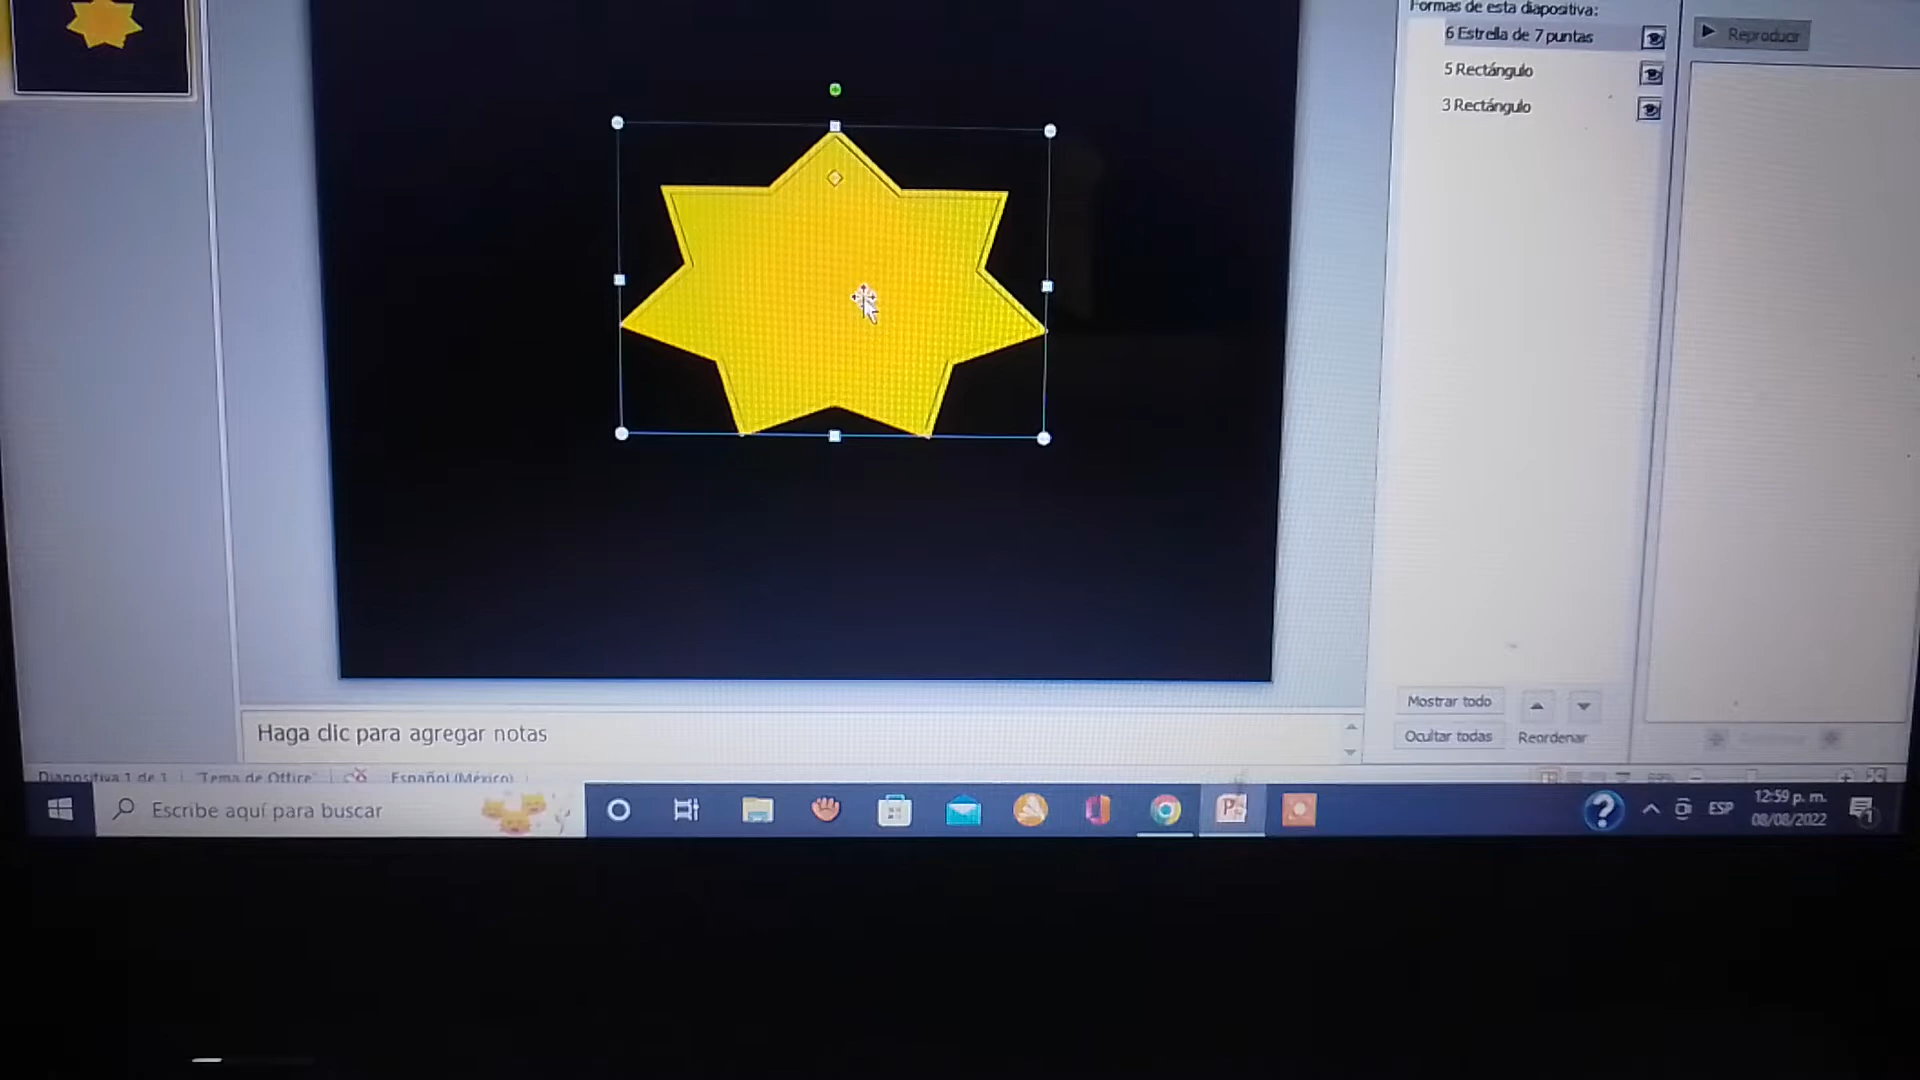 Formas de esta diapositiva:
6 Estrella de 7 puntas
Reproducir
5 Rectángulo
3 Rectángulo
Mostrar todo
Ocultar todas
Reordenar
Haga clic para agregar notas
Diapositiva 1 de 1
"Tema de Office"
Español (México)
Escribe aquí para buscar
ESP
12:59 p. m.
08/08/2022
1